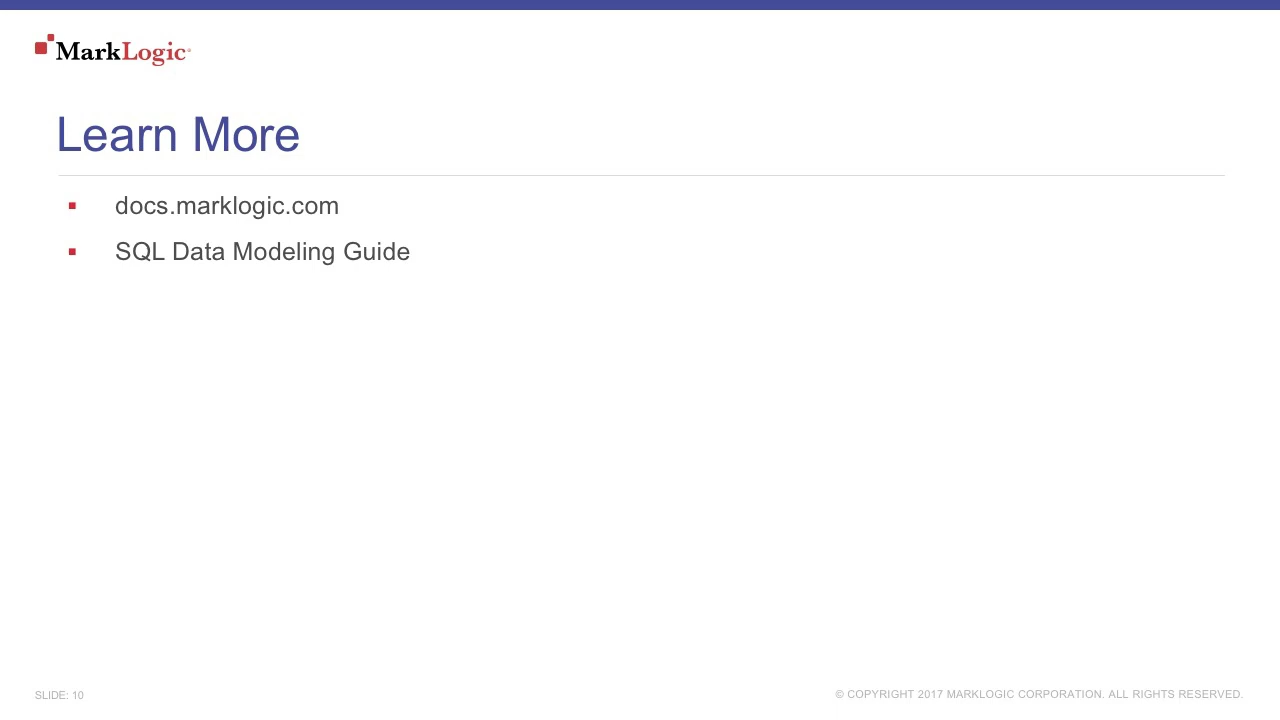 MarkLogic
Learn More
▪ docs.marklogic.com
▪ SQL Data Modeling Guide
SLIDE: 10
© COPYRIGHT 2017 MARKLOGIC CORPORATION. ALL RIGHTS RESERVED.